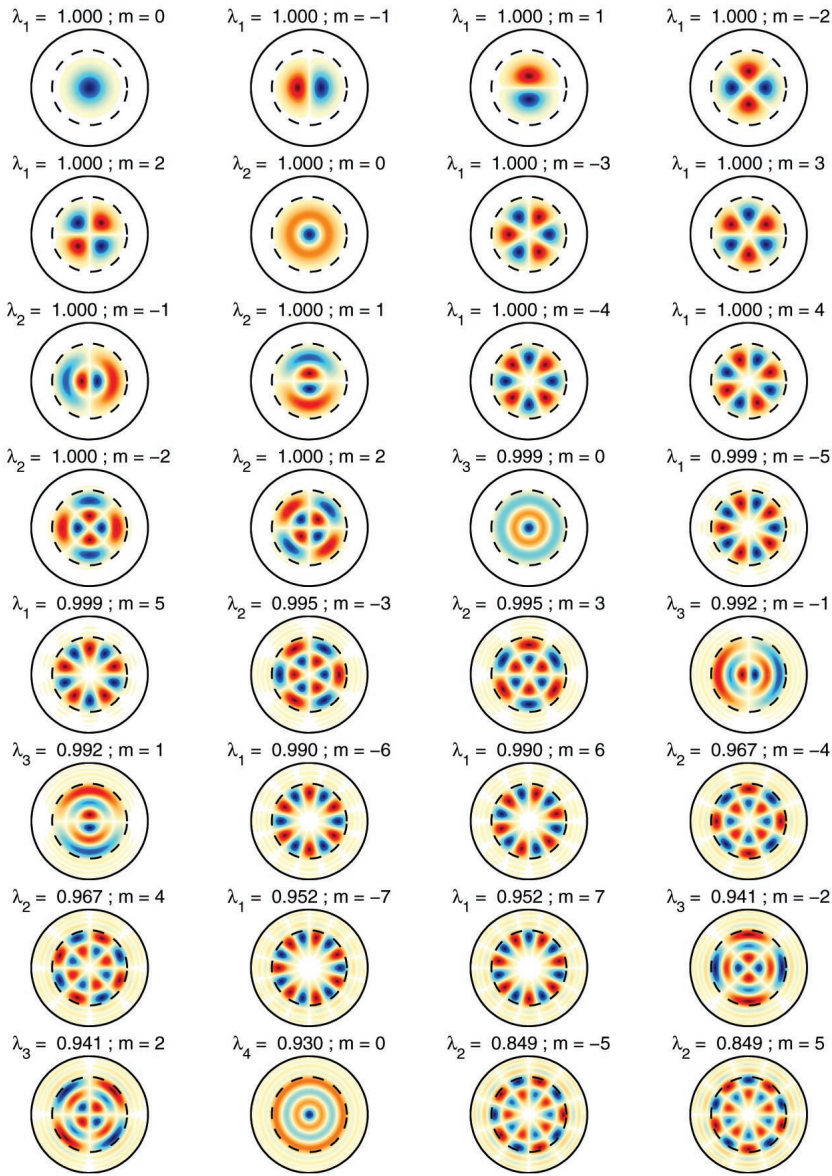 λ₁ = 1.000 ; m = 0 λ₁ = 1.000 ; m = −1 λ₁ = 1.000 ; m = 1 λ₁ = 1.000 ; m = −2
λ₁ = 1.000 ; m = 2 λ₂ = 1.000 ; m = 0 λ₁ = 1.000 ; m = −3 λ₁ = 1.000 ; m = 3
λ₂ = 1.000 ; m = −1 λ₂ = 1.000 ; m = 1 λ₁ = 1.000 ; m = −4 λ₁ = 1.000 ; m = 4
λ₂ = 1.000 ; m = −2 λ₂ = 1.000 ; m = 2 λ₃ = 0.999 ; m = 0 λ₁ = 0.999 ; m = −5
λ₁ = 0.999 ; m = 5 λ₂ = 0.995 ; m = −3 λ₂ = 0.995 ; m = 3 λ₃ = 0.992 ; m = −1
λ₃ = 0.992 ; m = 1 λ₁ = 0.990 ; m = −6 λ₁ = 0.990 ; m = 6 λ₂ = 0.967 ; m = −4
λ₂ = 0.967 ; m = 4 λ₁ = 0.952 ; m = −7 λ₁ = 0.952 ; m = 7 λ₃ = 0.941 ; m = −2
λ₃ = 0.941 ; m = 2 λ₄ = 0.930 ; m = 0 λ₂ = 0.849 ; m = −5 λ₂ = 0.849 ; m = 5